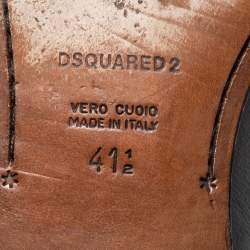 DSQUARED2
VERO CUOIO
MADE IN ITALY
41½